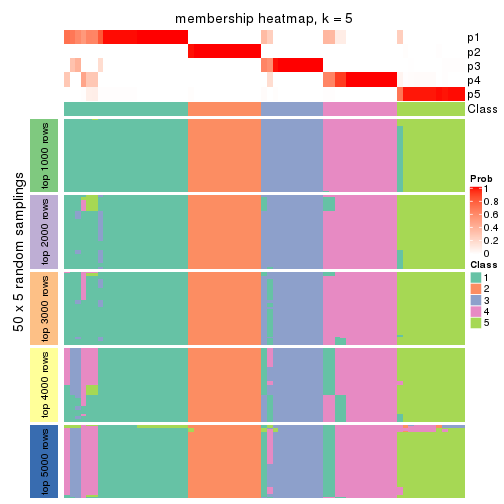 membership heatmap, k = 5
p1
p2
p3
p4
p5
Class
50 x 5 random samplings
top 1000 rows
top 2000 rows
top 3000 rows
top 4000 rows
top 5000 rows
Prob
1
0.8
0.6
0.4
0.2
0
Class
1
2
3
4
5